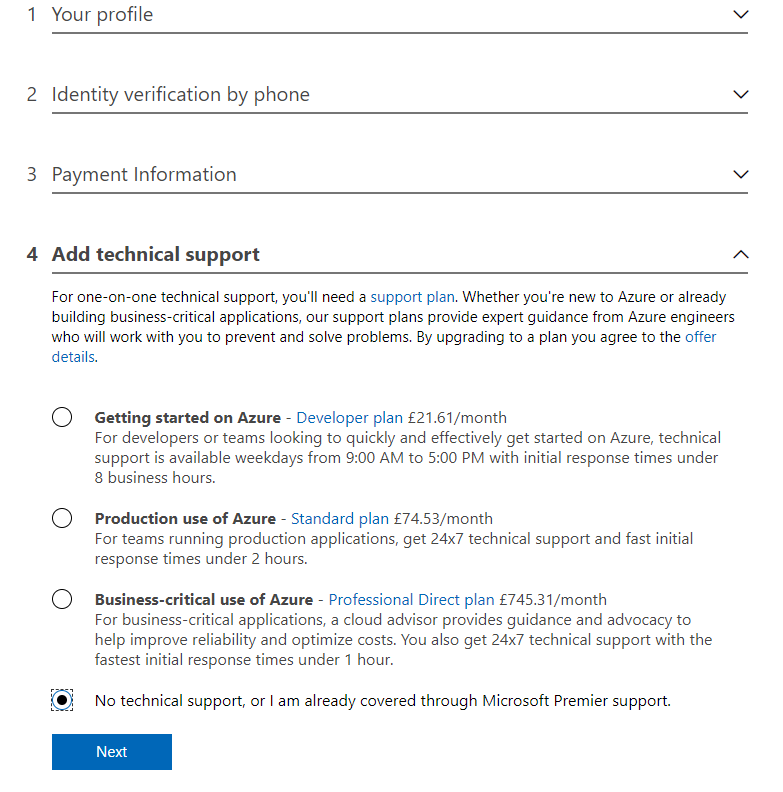 1 Your profile
2 Identity verification by phone
3 Payment Information
4 Add technical support
For one-on-one technical support, you'll need a support plan. Whether you're new to Azure or already
building business-critical applications, our support plans provide expert guidance from Azure engineers
who will work with you to prevent and solve problems. By upgrading to a plan you agree to the offer
details.
Getting started on Azure - Developer plan £21.61/month
For developers or teams looking to quickly and effectively get started on Azure, technical
support is available weekdays from 9:00 AM to 5:00 PM with initial response times under
8 business hours.
Production use of Azure - Standard plan £74.53/month
For teams running production applications, get 24x7 technical support and fast initial
response times under 2 hours.
Business-critical use of Azure - Professional Direct plan £745.31/month
For business-critical applications, a cloud advisor provides guidance and advocacy to
help improve reliability and optimize costs. You also get 24x7 technical support with the
fastest initial response times under 1 hour.
No technical support, or I am already covered through Microsoft Premier support.
Next